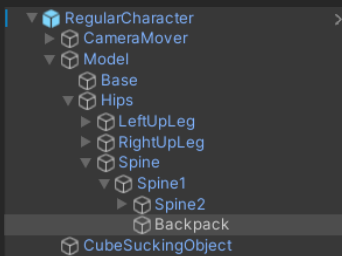 RegularCharacter
CameraMover
Model
Base
Hips
LeftUpLeg
RightUpLeg
Spine
Spine1
Spine2
Backpack
CubeSuckingObject